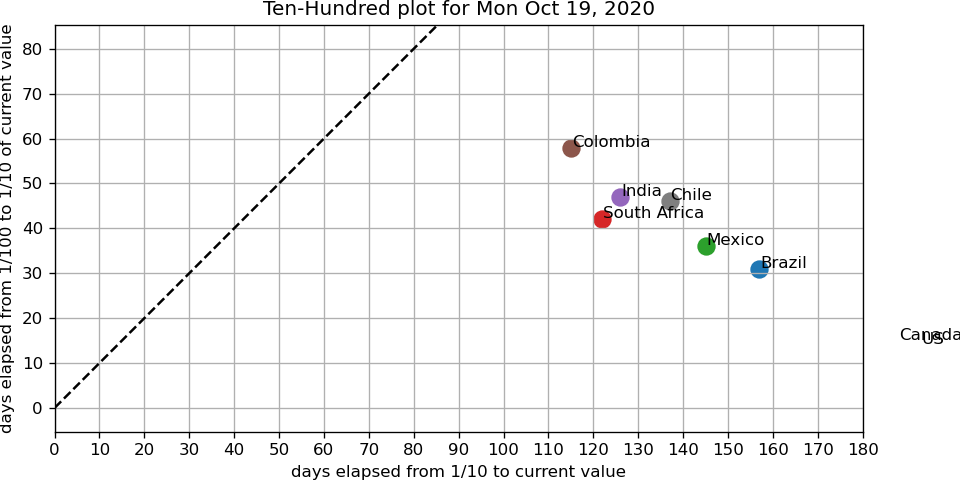 Ten-Hundred plot for Mon Oct 19, 2020
days elapsed from 1/100 to 1/10 of current value
80
70
60
50
40
30
20
10
0
Colombia
India
Chile
South Africa
Mexico
Brazil
Canada
US
0 10 20 30 40 50 60 70 80 90 100 110 120 130 140 150 160 170 180
days elapsed from 1/10 to current value